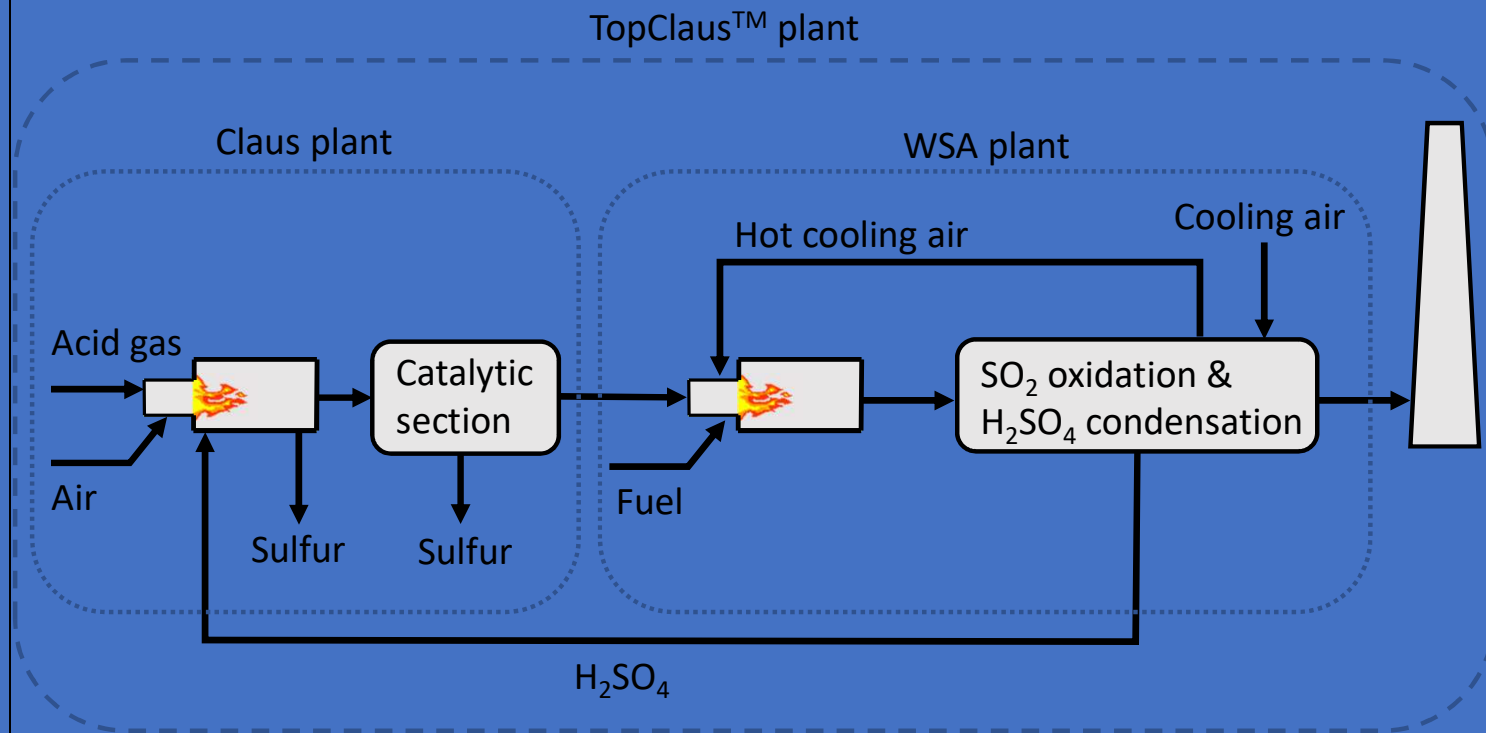 TopClaus™ plant
Claus plant
WSA plant
Cooling air
Hot cooling air
Acid gas
Catalytic
section
SO₂ oxidation &
H₂SO₄ condensation
Air
Fuel
Sulfur
Sulfur
H₂SO₄